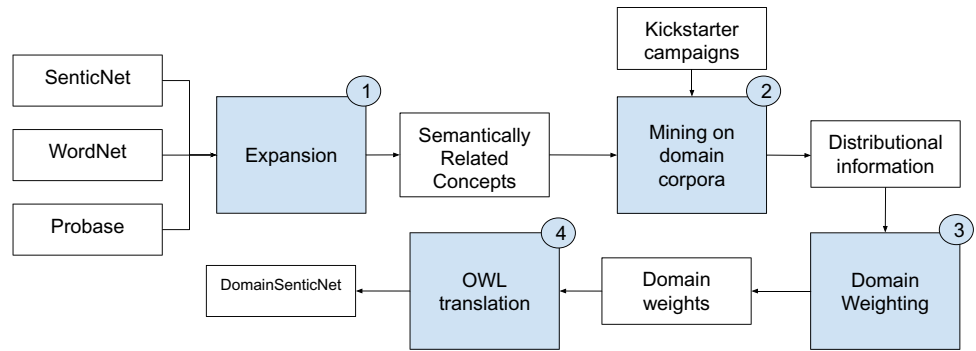 Kickstarter
campaigns
SenticNet
WordNet
Probase
1
Expansion
Semantically
Related
Concepts
2
Mining on
domain
corpora
Distributional
information
3
Domain
Weighting
Domain
weights
4
OWL
translation
DomainSenticNet